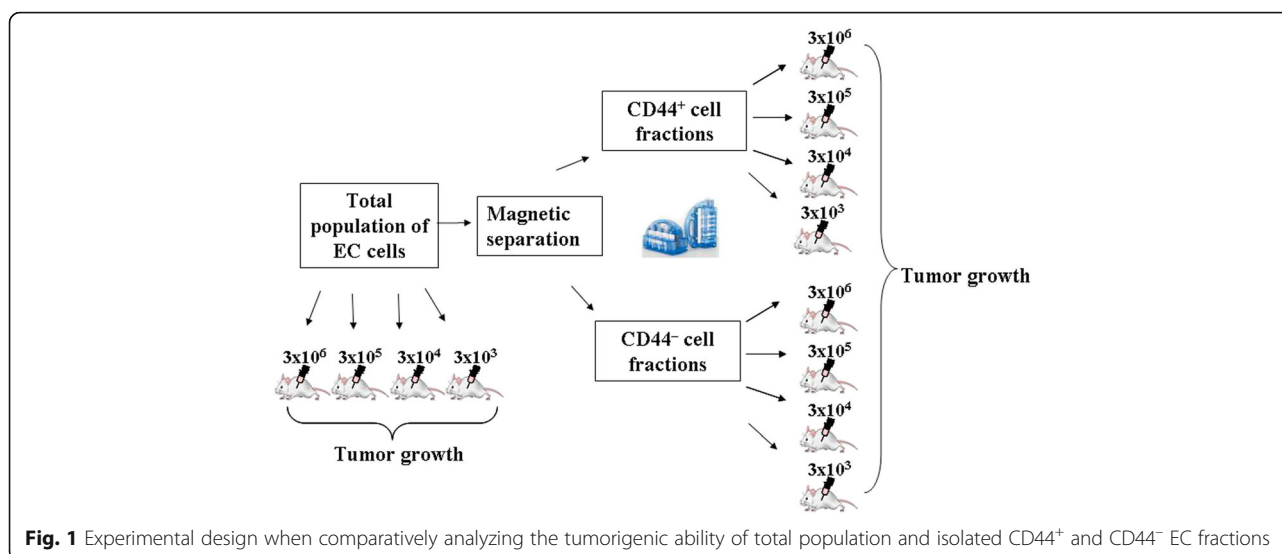 Total
population of
EC cells
Magnetic
separation
CD44⁺ cell
fractions
CD44⁻ cell
fractions
3x10⁶
3x10⁵
3x10⁴
3x10³
3x10⁶
3x10⁵
3x10⁴
3x10³
Tumor growth
3x10⁶ 3x10⁵ 3x10⁴ 3x10³
Tumor growth
Fig. 1 Experimental design when comparatively analyzing the tumorigenic ability of total population and isolated CD44⁺ and CD44⁻ EC fractions